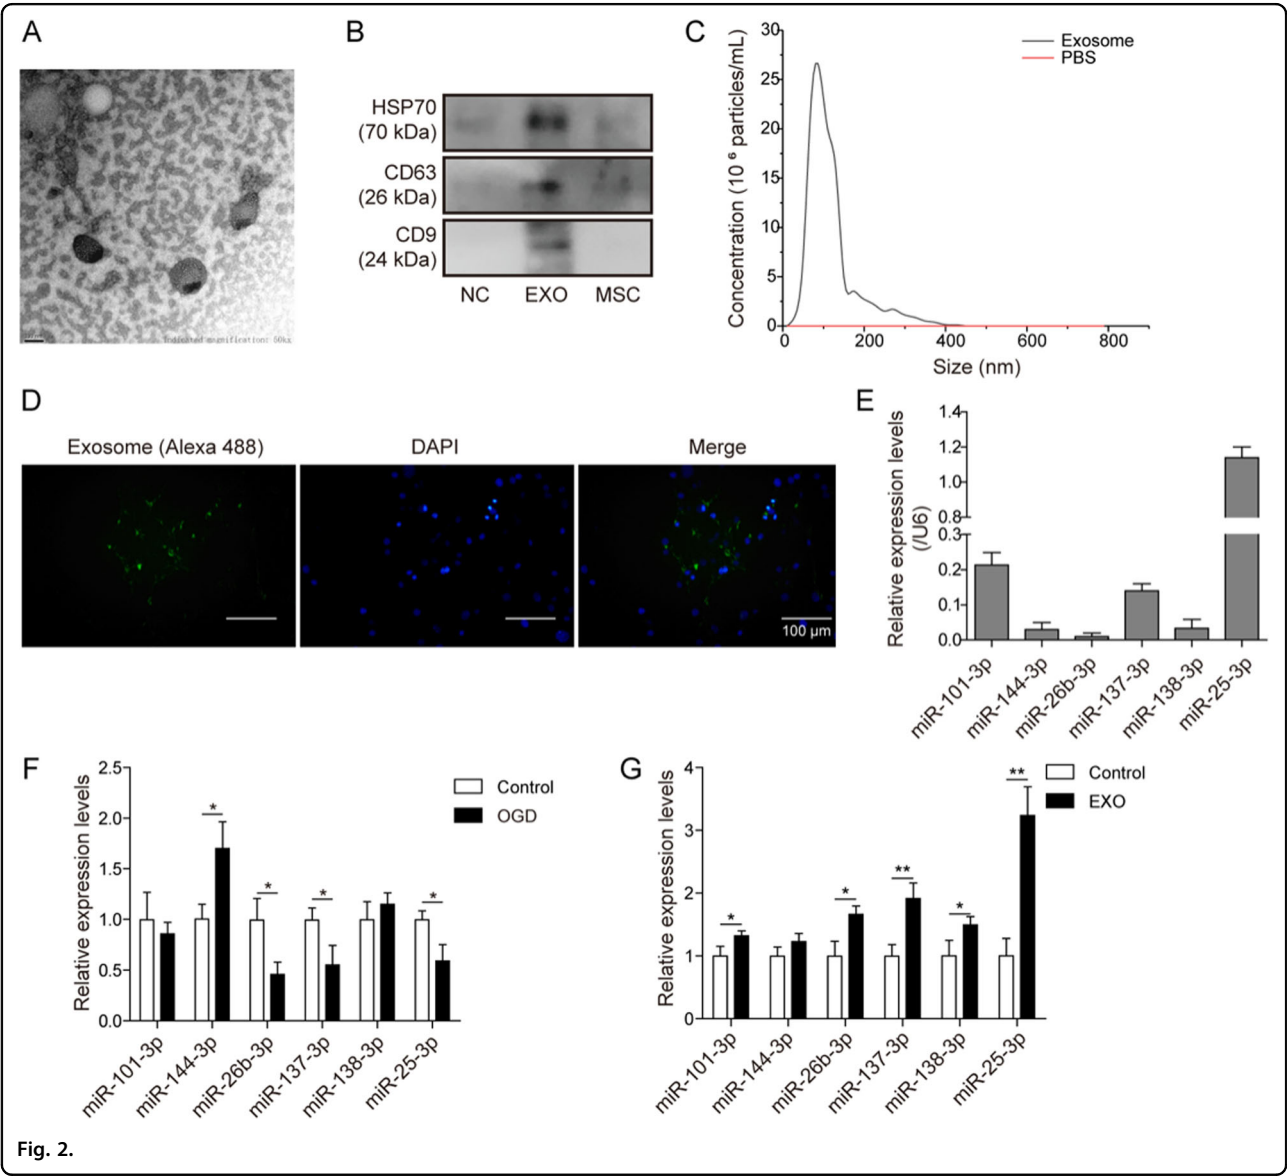 A
Indicated magnification: 60kx
B
HSP70
(70 kDa)
CD63
(26 kDa)
CD9
(24 kDa)
NC EXO MSC
C
Concentration (10 ⁶ particles/mL)
30
25
20
15
10
5
0
0 200 400 600 800
Size (nm)
Exosome
PBS
D
Exosome (Alexa 488) DAPI Merge
100 µm
E
Relative expression levels
(/U6)
1.4
1.2
1.0
0.8
0.3
0.2
0.1
0.0
miR-101-3p
miR-144-3p
miR-26b-3p
miR-137-3p
miR-138-3p
miR-25-3p
F
Relative expression levels
2.5
2.0
1.5
1.0
0.5
0.0
* * * *
Control
OGD
miR-101-3p
miR-144-3p
miR-26b-3p
miR-137-3p
miR-138-3p
miR-25-3p
G
Relative expression levels
4
3
2
1
0
* * ** * **
Control
EXO
miR-101-3p
miR-144-3p
miR-26b-3p
miR-137-3p
miR-138-3p
miR-25-3p
Fig. 2.